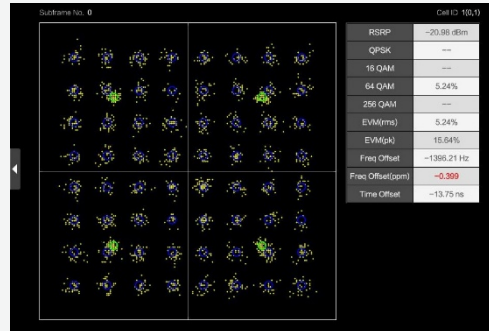 Subframe No. 0
Cell ID 1(0,1)
RSRP −20.98 dBm
QPSK ---
16 QAM ---
64 QAM 5.24%
256 QAM ---
EVM(rms) 5.24%
EVM(pk) 15.64%
Freq Offset −1396.21 Hz
Freq Offset(ppm) −0.399
Time Offset −13.75 ns